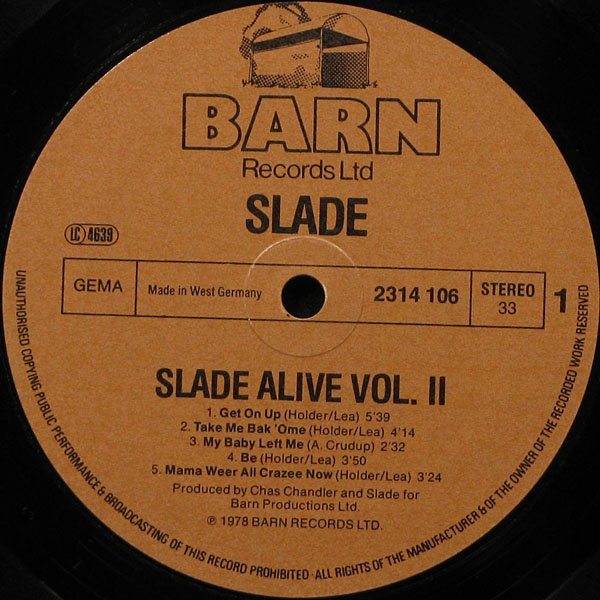 BARN
Records Ltd
SLADE
LC 4639
GEMA
Made in West Germany
2314 106
STEREO
33
1
SLADE ALIVE VOL. II
1. Get On Up (Holder/Lea) 5'39
2. Take Me Bak 'Ome (Holder/Lea) 4'14
3. My Baby Left Me (A. Crudup) 2'32
4. Be (Holder/Lea) 3'50
5. Mama Weer All Crazee Now (Holder/Lea) 3'24
Produced by Chas Chandler and Slade for
Barn Productions Ltd.
℗ 1978 BARN RECORDS LTD.
UNAUTHORISED COPYING PUBLIC PERFORMANCE & BROADCASTING OF THIS RECORD PROHIBITED · ALL RIGHTS OF THE MANUFACTURER & OF THE OWNER OF THE RECORDED WORK RESERVED